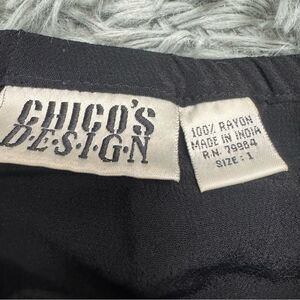 CHICO'S
D·E·S·I·G·N
100% RAYON
MADE IN INDIA
R.N. 79984
SIZE : 1